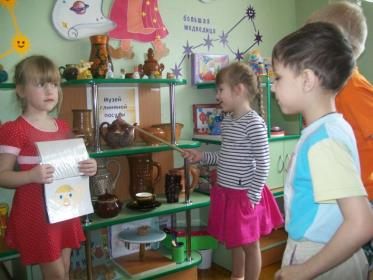 большая
медведица
Музей
глиняной
посуды